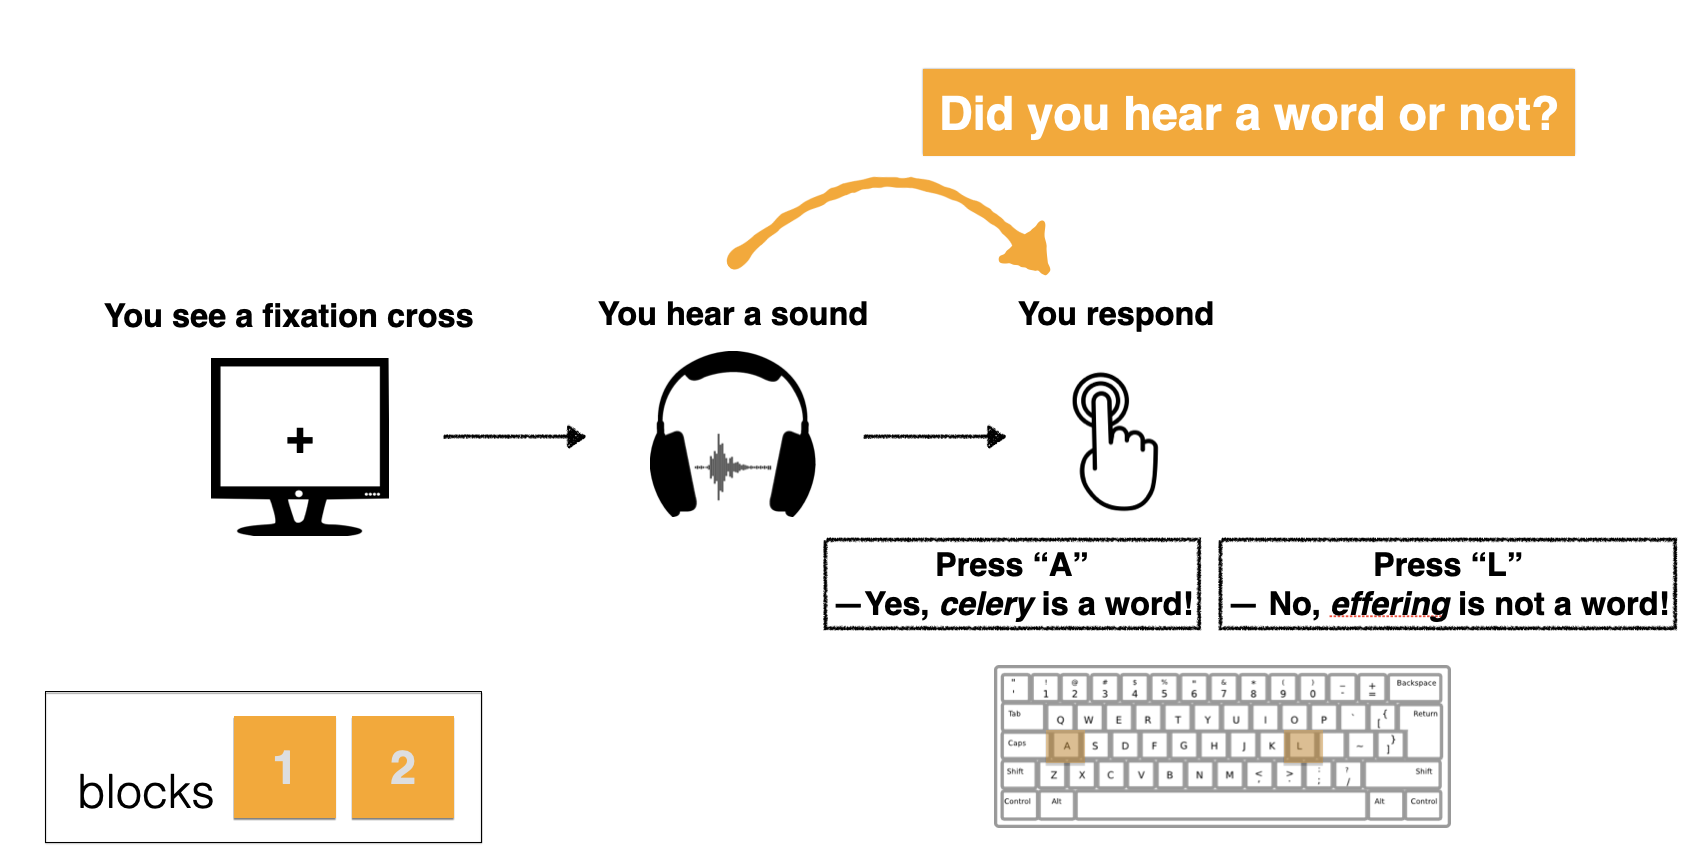 Did you hear a word or not?
You see a fixation cross
You hear a sound
You respond
+
Press “A”
—Yes, celery is a word!
Press “L”
— No, effering is not a word!
blocks 1 2
" ! @ # $ % " & * ( ) _ + Backspace
' 1 2 3 4 5 6 7 8 9 0 - =
Tab Q W E R T Y U I O P ` { [ Return
Caps A S D F G H J K L ~ } ]
Shift Z X C V B N M < > : ; ? / Shift
Control Alt Alt Control